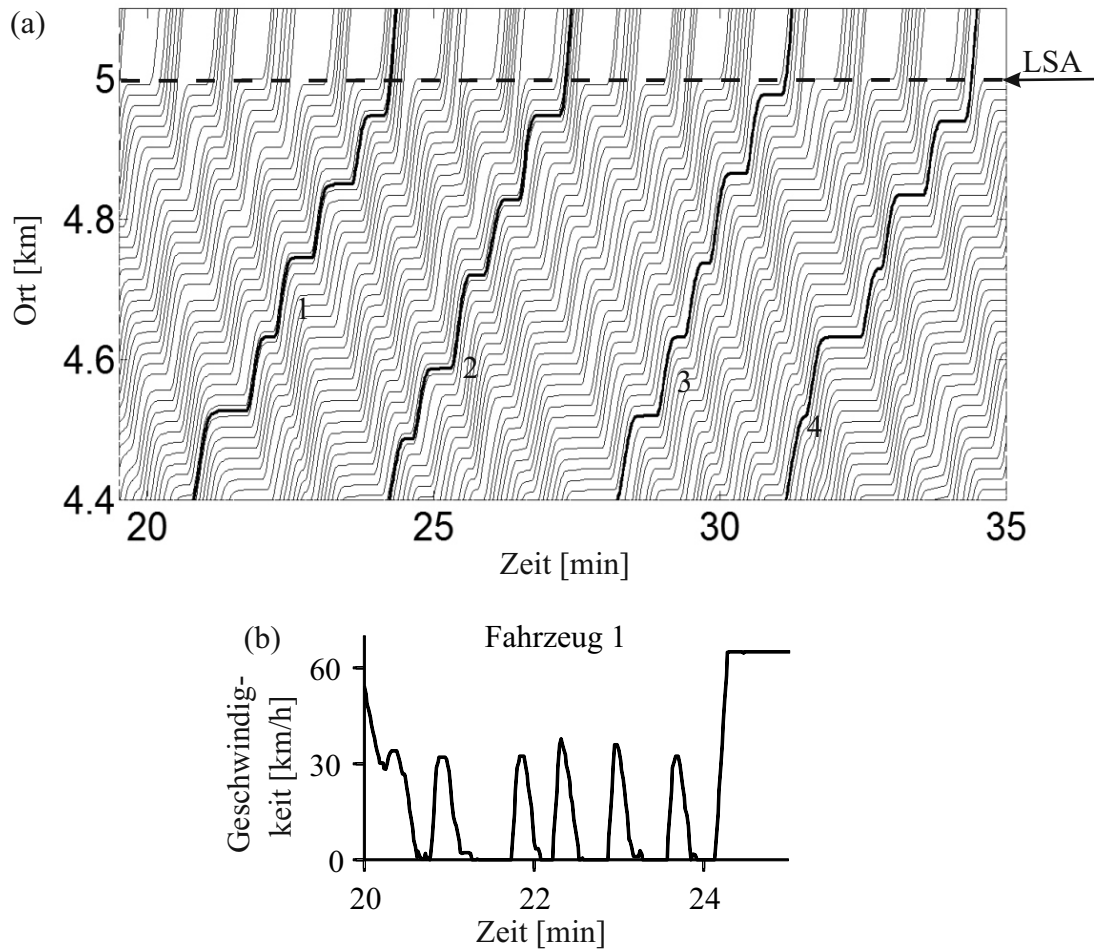 (a)
LSA
5
4.8
4.6
4.4
Ort [km]
1
2
3
4
20 25 30 35
Zeit [min]
(b)
Fahrzeug 1
Geschwindig-
keit [km/h]
60
30
0
20 22 24
Zeit [min]